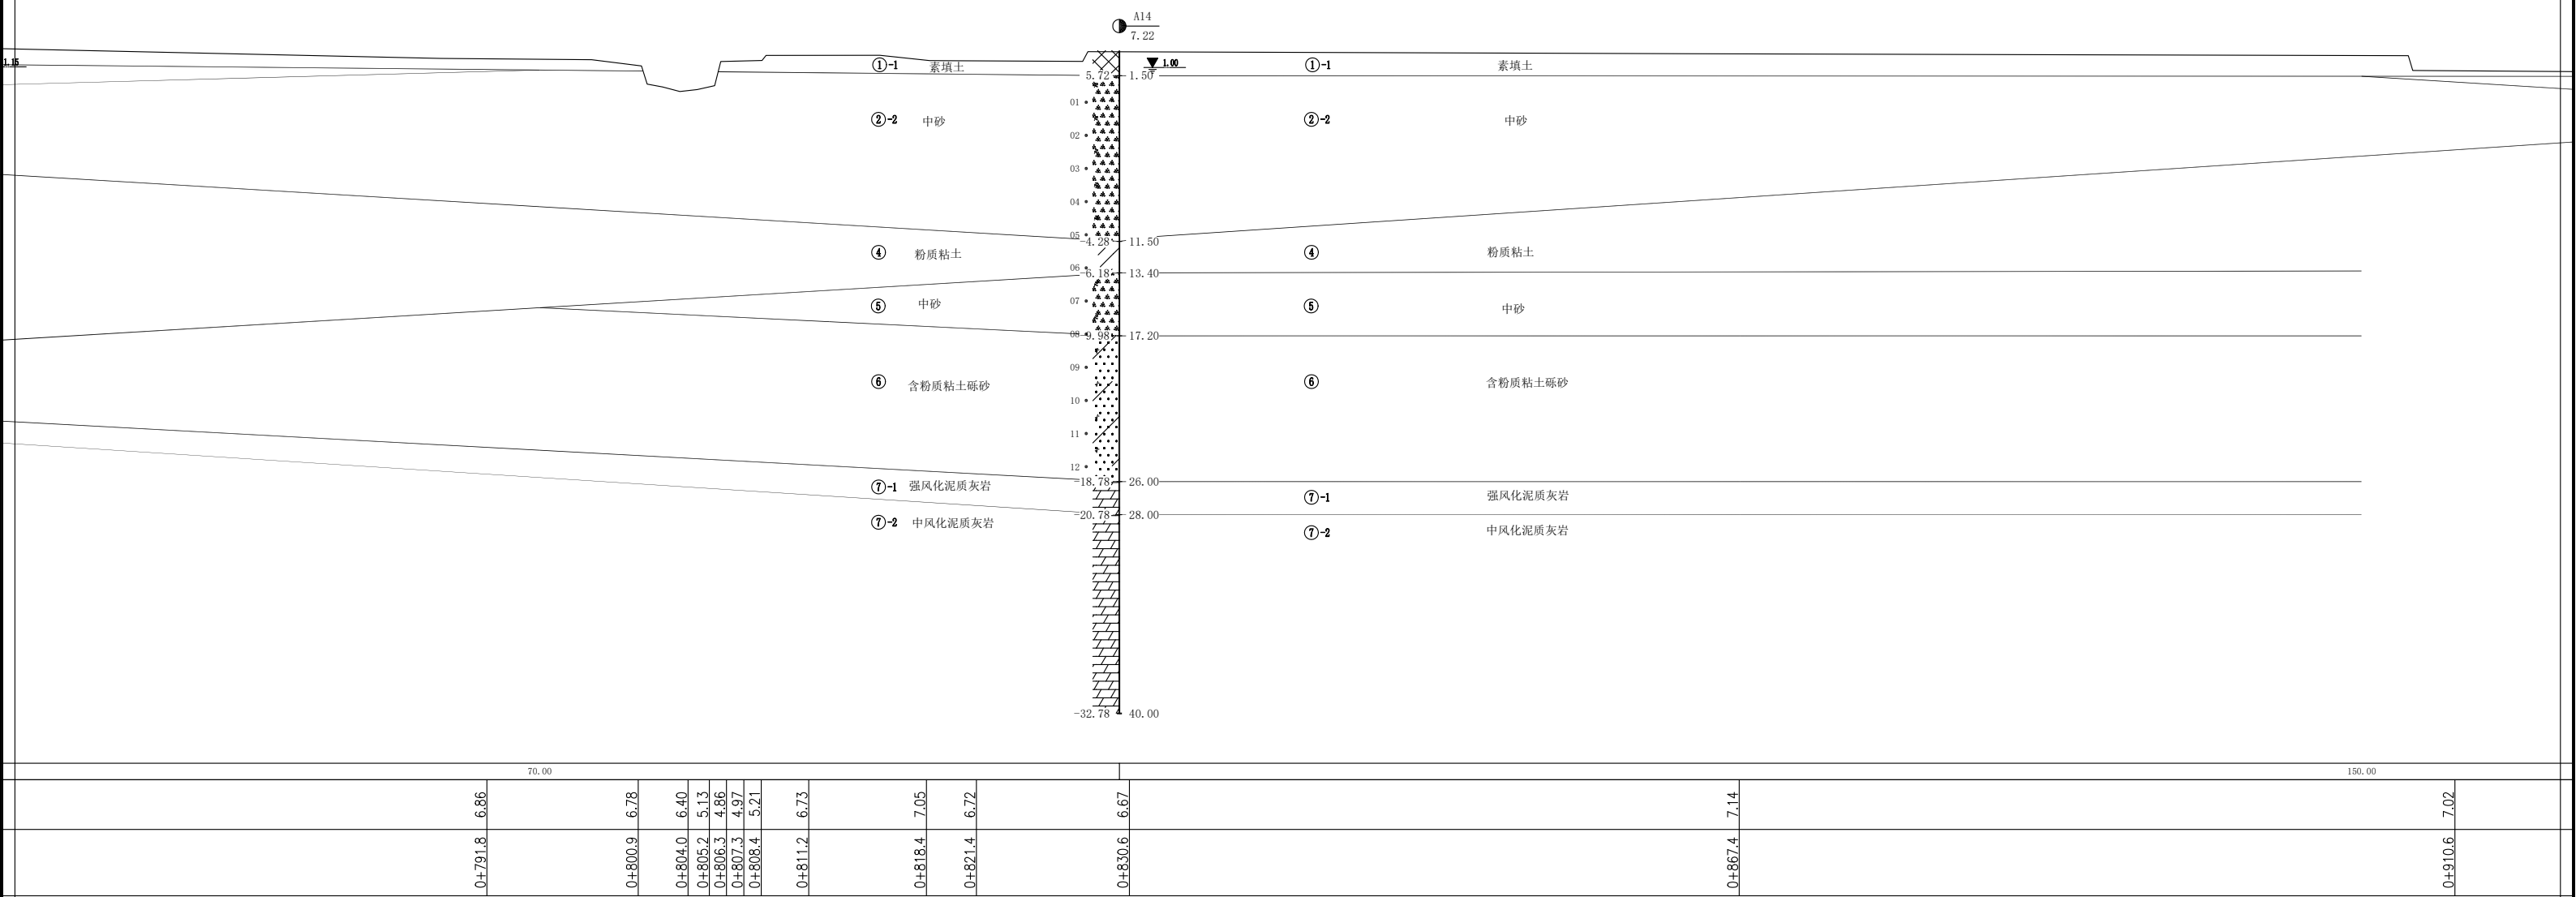 A14
7.22
1.15
①-1 素填土
1.00
①-1 素填土
5.72 1.50
01
②-2 中砂
②-2 中砂
02
03
04
05
-4.28 11.50
④ 粉质粘土
④ 粉质粘土
06
-6.18 13.40
07
⑤ 中砂
⑤ 中砂
08
-9.98 17.20
09
⑥ 含粉质粘土砾砂
⑥ 含粉质粘土砾砂
10
11
12
-18.78 26.00
⑦-1 强风化泥质灰岩
⑦-1 强风化泥质灰岩
-20.78 28.00
⑦-2 中风化泥质灰岩
⑦-2 中风化泥质灰岩
-32.78 40.00
70.00 150.00
6.86 6.78 6.40 5.13 4.86 4.97 5.21 6.73 7.05 6.72 6.67 7.14 7.02
0+791.8 0+800.9 0+804.0 0+805.2 0+806.3 0+807.3 0+808.4 0+811.2 0+818.4 0+821.4 0+830.6 0+867.4 0+910.6